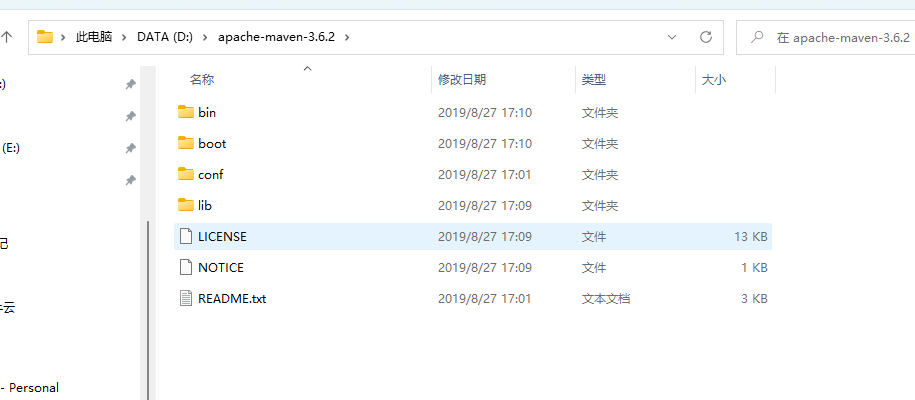 此电脑 DATA (D:) apache-maven-3.6.2 在 apache-maven-3.6.2
名称 修改日期 类型 大小
bin 2019/8/27 17:10 文件夹
boot 2019/8/27 17:10 文件夹
conf 2019/8/27 17:01 文件夹
lib 2019/8/27 17:09 文件夹
LICENSE 2019/8/27 17:09 文件 13 KB
NOTICE 2019/8/27 17:09 文件 1 KB
README.txt 2019/8/27 17:01 文本文档 3 KB
:)
(E:)
记
云
- Personal